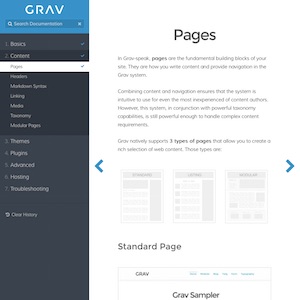 GRAV
Search Documentation
1. Basics
2. Content
Pages
Headers
Markdown Syntax
Linking
Media
Taxonomy
Modular Pages
3. Themes
4. Plugins
5. Advanced
6. Hosting
7. Troubleshooting
Clear History
Pages
In Grav-speak, pages are the fundamental building blocks of your
site. They are how you write content and provide navigation in the
Grav system.
Combining content and navigation ensures that the system is
intuitive to use for even the most inexperienced of content authors.
However, this system, in conjunction with powerful taxonomy
capabilities, is still powerful enough to handle complex content
requirements.
Grav natively supports 3 types of pages that allow you to create a
rich selection of web content. Those types are:
STANDARD
LISTING
MODULAR
Standard Page
GRAV
Grav Sampler